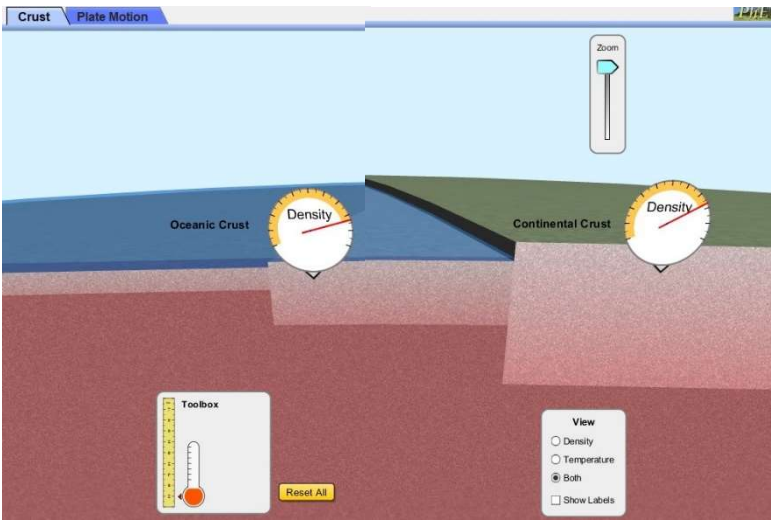 Crust
Plate Motion
Zoom
Oceanic Crust
Density
Continental Crust
Density
Toolbox
Reset All
View
Density
Temperature
Both
Show Labels